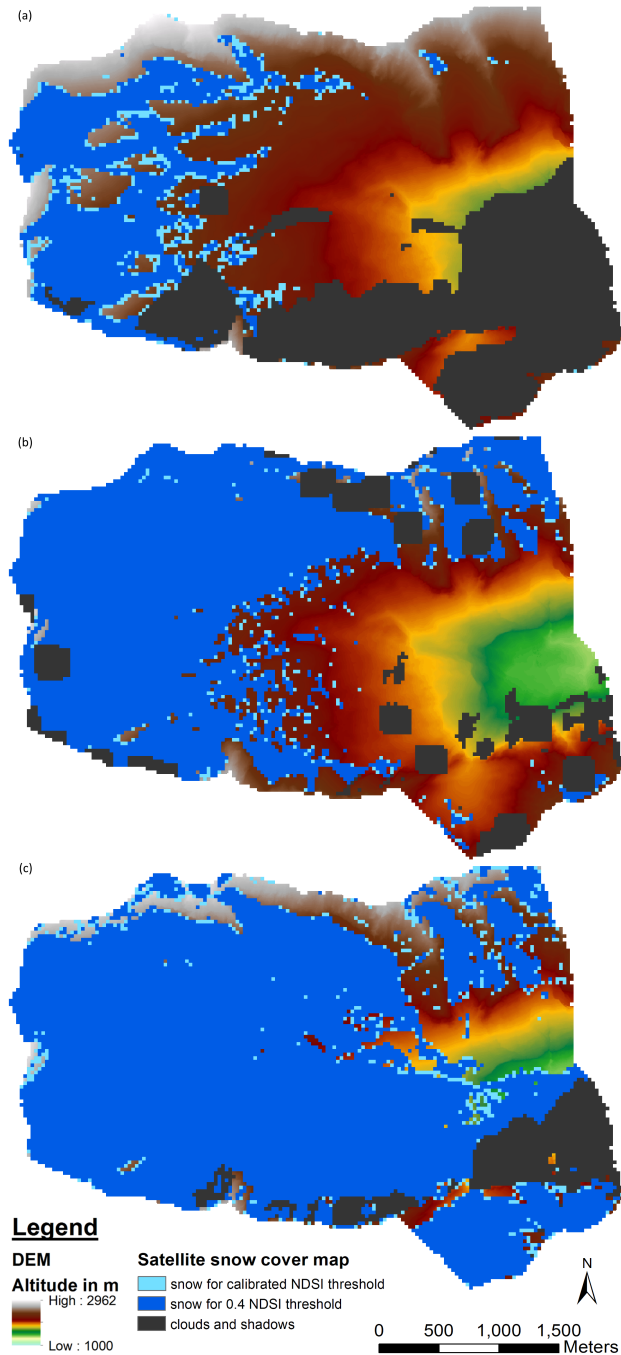 (a)
(b)
(c)
Legend
DEM
Altitude in m
High : 2962
Low : 1000
Satellite snow cover map
snow for calibrated NDSI threshold
snow for 0.4 NDSI threshold
clouds and shadows
N
0 500 1,000 1,500
Meters